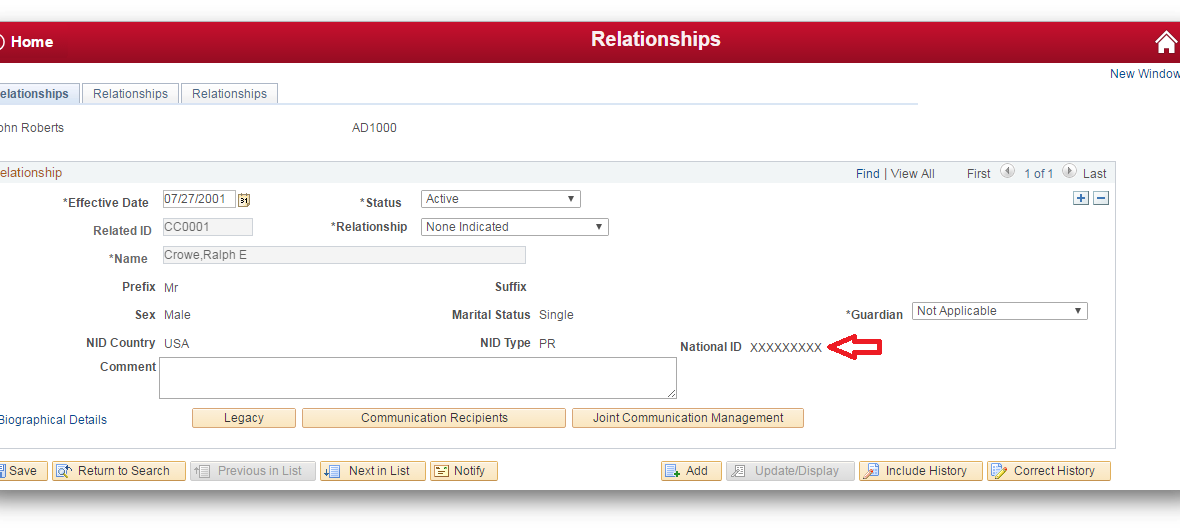 Home
Relationships
New Window
elationships
Relationships
Relationships
ohn Roberts
AD1000
elationship
Find | View All
First 1 of 1 Last
*Effective Date 07/27/2001 31
*Status Active
Related ID CC0001
*Relationship None Indicated
*Name Crowe,Ralph E
Prefix Mr
Suffix
Sex Male
Marital Status Single
*Guardian Not Applicable
NID Country USA
NID Type PR
National ID XXXXXXXXX
Comment
Biographical Details
Legacy
Communication Recipients
Joint Communication Management
Save
Return to Search
Previous in List
Next in List
Notify
Add
Update/Display
Include History
Correct History